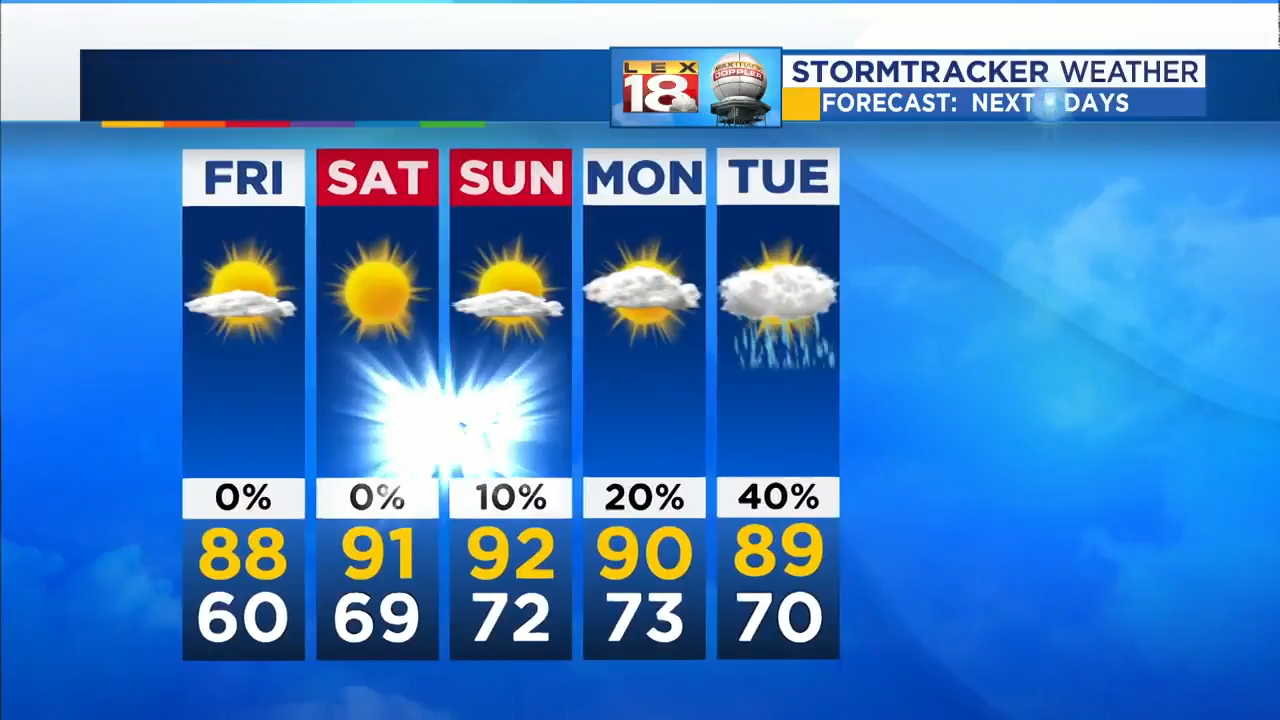 LEX
18
MAXTRACK
DOPPLER
STORMTRACKER WEATHER
FORECAST: NEXT DAYS
FRI SAT SUN MON TUE
0% 0% 10% 20% 40%
88 91 92 90 89
60 69 72 73 70